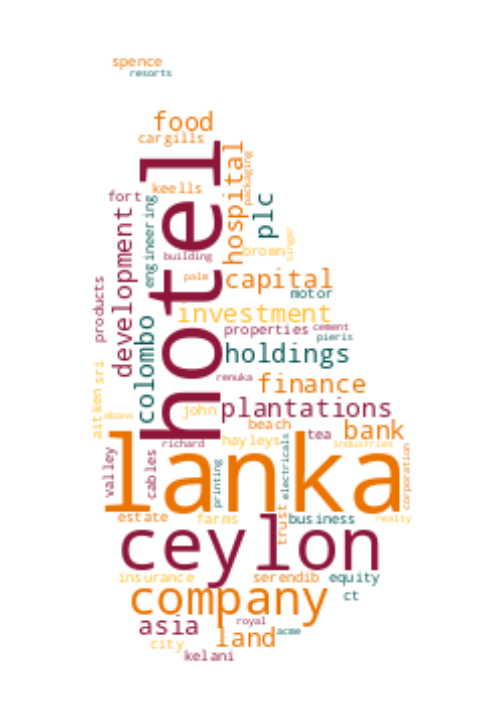 spence
resorts
food
cargills
hotel
hospital
packaging
keells
fort
engineering
plc
development
building
brown
singer
palm
capital
motor
products
investment
colombo
properties
cement
pieris
holdings
renuka
finance
sri
aitken
abans
john
plantations
beach
tea
bank
richard
hayleys
industries
lanka
valley
cables
printing
electricals
corporation
estate
farms
trust
business
realty
ceylon
insurance
serendib
equity
company
ct
asia
royal
land
acme
city
kelani